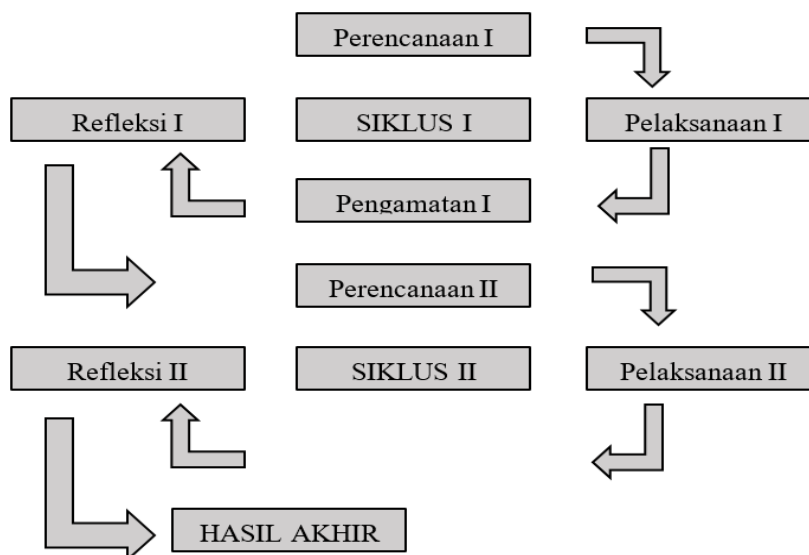 Perencanaan I
Refleksi I
SIKLUS I
Pelaksanaan I
Pengamatan I
Perencanaan II
Refleksi II
SIKLUS II
Pelaksanaan II
HASIL AKHIR